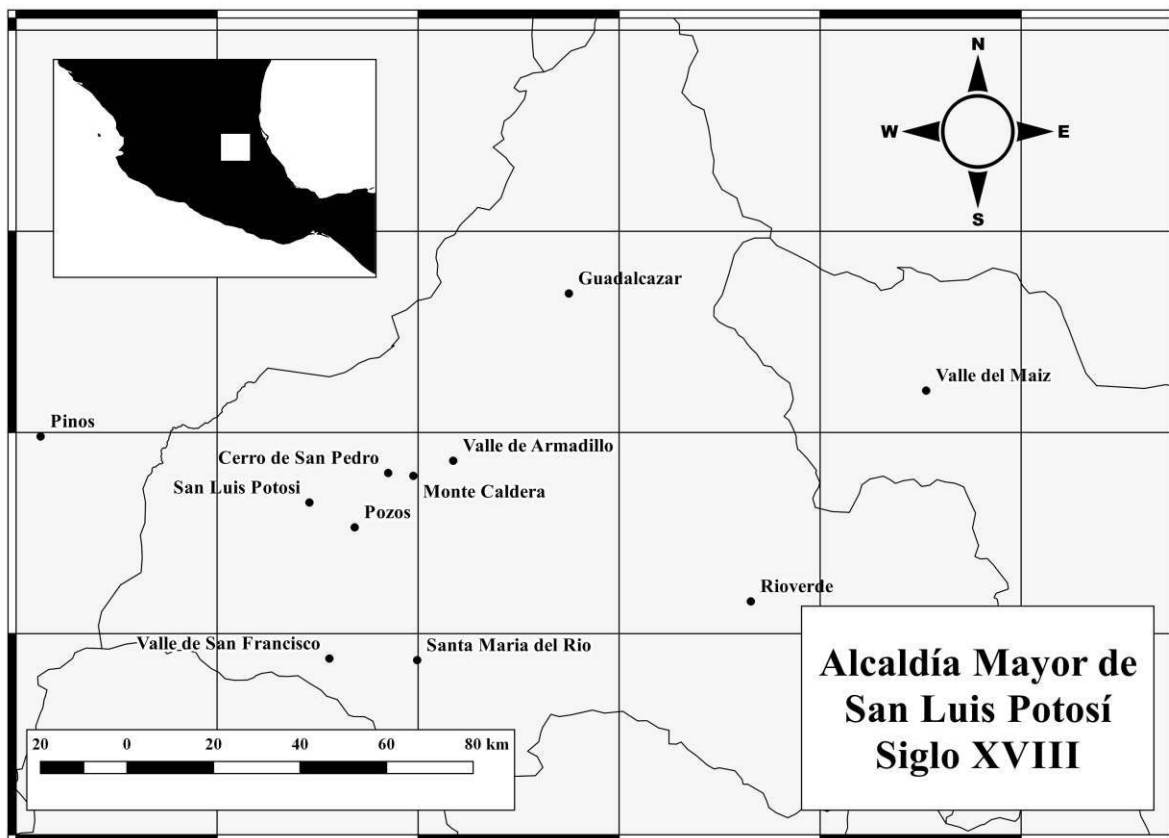 N
W
E
S
Guadalcazar
Valle del Maiz
Pinos
Valle de Armadillo
Cerro de San Pedro
San Luis Potosi
Monte Caldera
Pozos
Rioverde
Valle de San Francisco
Santa Maria del Rio
Alcaldía Mayor de
San Luis Potosí
Siglo XVIII
20 0 20 40 60 80 km